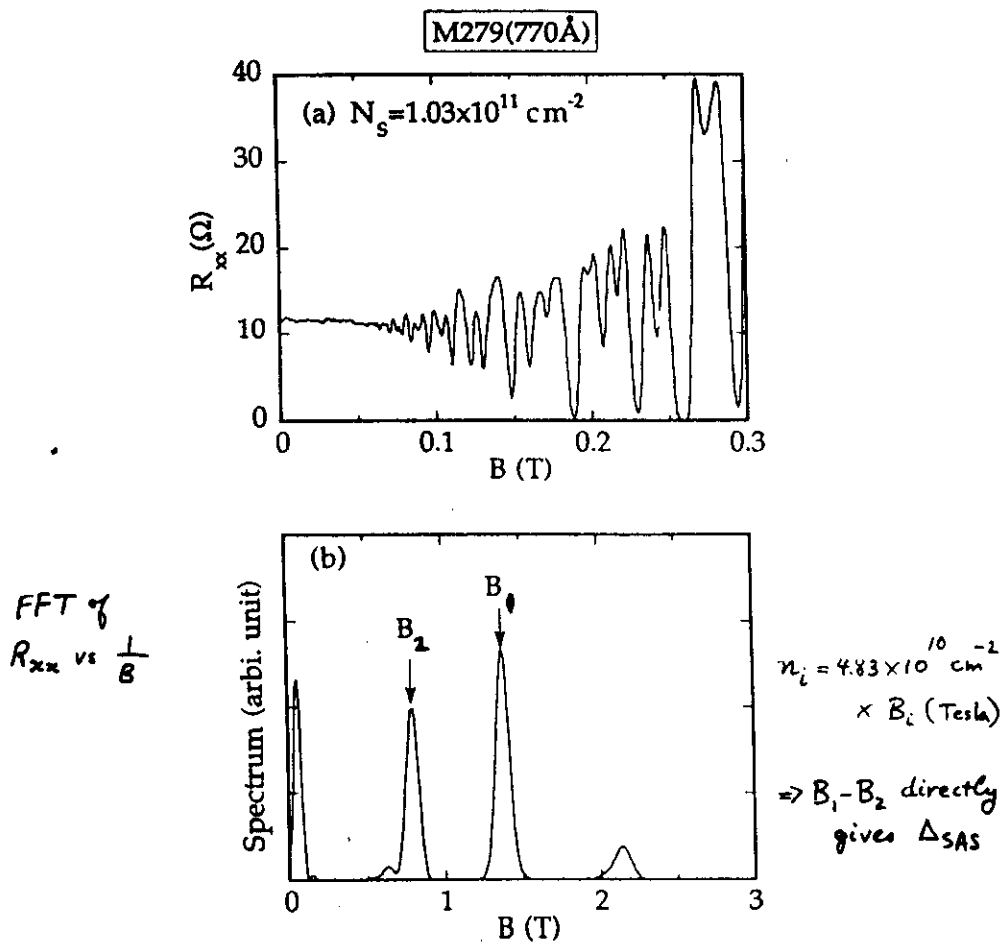 M279(770Å)
(a) N_s=1.03x10^11 cm^-2
40
30
20
10
0
R_xx(Ω)
0
0.1
0.2
0.3
B (T)
(b)
B_1
B_2
Spectrum (arbi. unit)
0
1
2
3
B (T)
FFT of
R_xx vs 1/B
n_i = 4.83 × 10^10 cm^-2
× B_i (Tesla)
⇒ B_1-B_2 directly
gives Δ_SAS